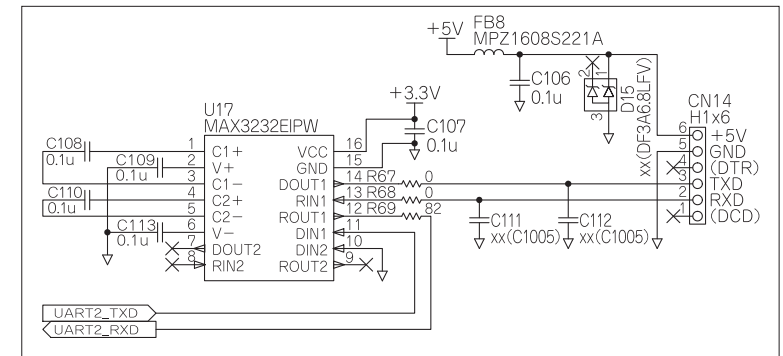 +5V
FB8
MPZ1608S221A
C106
0.1u
2
1
3
D15
xx(DF3A6.8LFV)
CN14
H1x6
6
+5V
5
GND
4
(DTR)
3
TXD
2
RXD
1
(DCD)
+3.3V
C107
0.1u
U17
MAX3232EIPW
C108
0.1u
C109
0.1u
C110
0.1u
C113
0.1u
1 C1+ VCC 16
2 V+ GND 15
3 C1- DOUT1 14 R67 0
4 C2+ RIN1 13 R68 0
5 C2- ROUT1 12 R69 82
6 V- DIN1 11
7 DOUT2 DIN2 10
8 RIN2 ROUT2 9
C111
xx(C1005)
C112
xx(C1005)
UART2_TXD
UART2_RXD